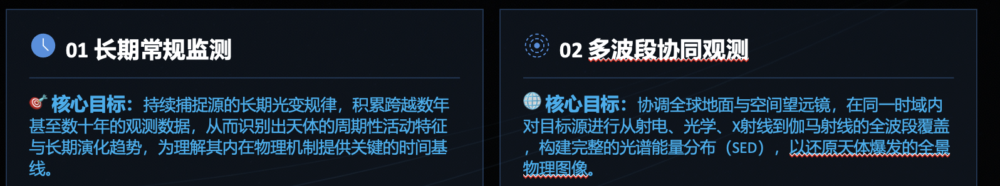 01 长期常规监测
核心目标：持续捕捉源的长期光变规律，积累跨越数年
甚至数十年的观测数据，从而识别出天体的周期性活动特征
与长期演化趋势，为理解其内在物理机制提供关键的时间基
线。
02 多波段协同观测
核心目标：协调全球地面与空间望远镜，在同一时域内
对目标源进行从射电、光学、X射线到伽马射线的全波段覆盖
，构建完整的光谱能量分布（SED），以还原天体爆发的全景
物理图像。